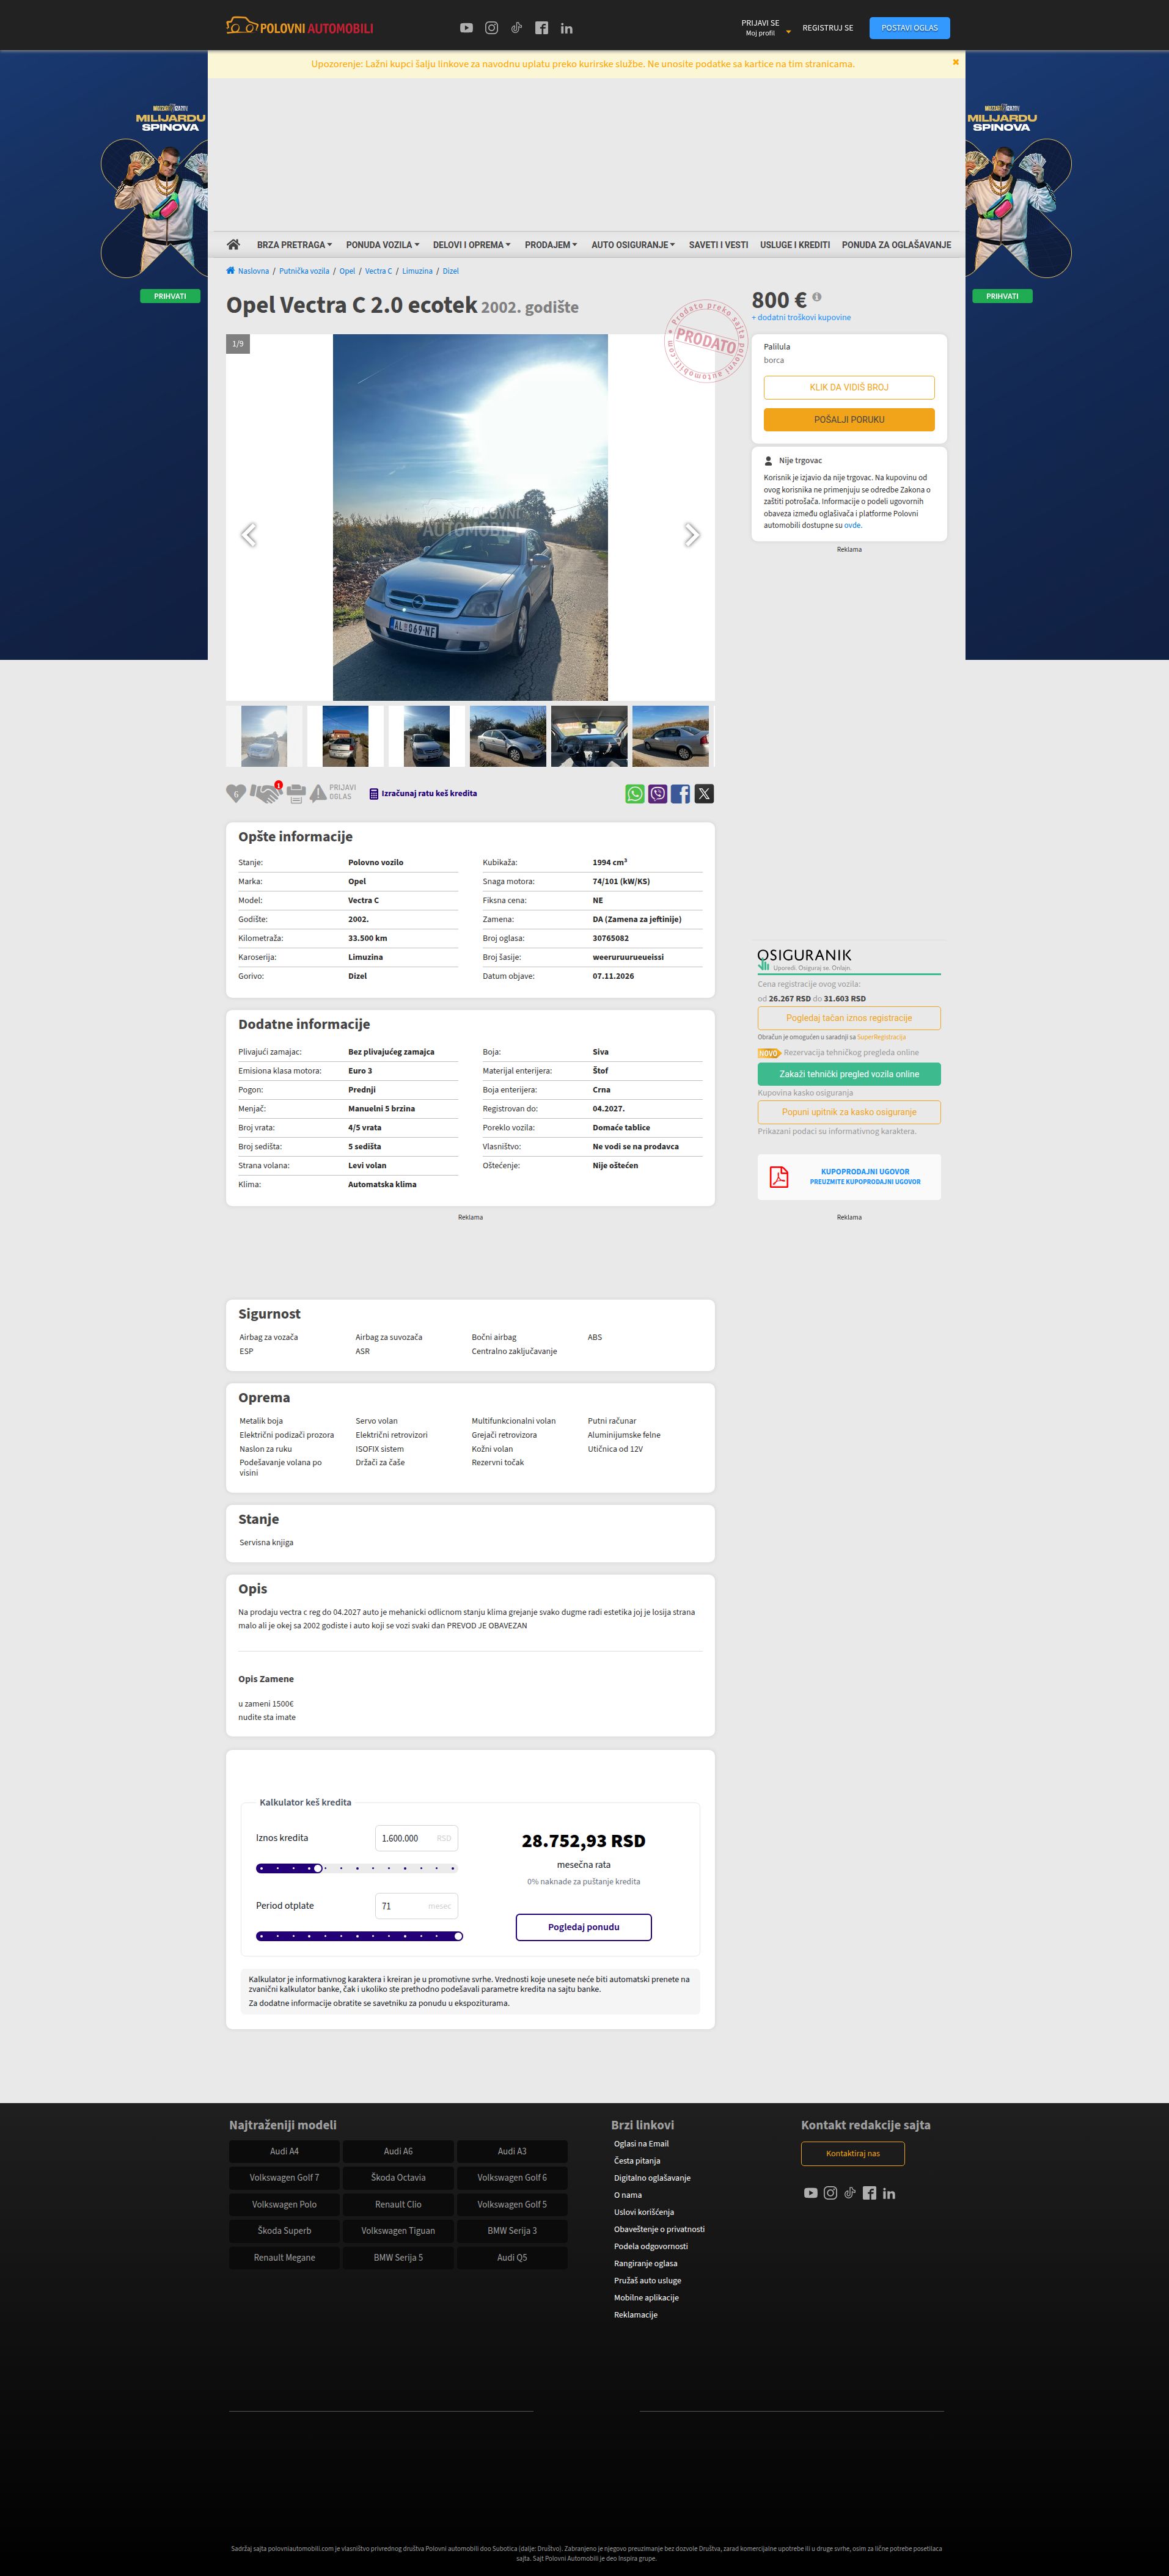 POLOVNI AUTOMOBILI
PRIJAVI SE
Moj profil
REGISTRUJ SE
POSTAVI OGLAS
Upozorenje: Lažni kupci šalju linkove za navodnu uplatu preko kurirske službe. Ne unosite podatke sa kartice na tim stranicama.
MILIJARDU
SPINOVA
PRIHVATI
MILIJARDU
SPINOVA
PRIHVATI
BRZA PRETRAGA PONUDA VOZILA DELOVI I OPREMA PRODAJEM AUTO OSIGURANJE SAVETI I VESTI USLUGE I KREDITI PONUDA ZA OGLAŠAVANJE
Naslovna / Putnička vozila / Opel / Vectra C / Limuzina / Dizel
Opel Vectra C 2.0 ecotek 2002. godište
800 €
+ dodatni troškovi kupovine
Prodato preko sajta polovniautomobili.com
PRODATO
1/9
POLOVNI
AUTOMOBILI
AL 069-NF
Palilula
borca
KLIK DA VIDIŠ BROJ
POŠALJI PORUKU
Nije trgovac
Korisnik je izjavio da nije trgovac. Na kupovinu od
ovog korisnika ne primenjuju se odredbe Zakona o
zaštiti potrošača. Informacije o podeli ugovornih
obaveza između oglašivača i platforme Polovni
automobili dostupne su ovde.
Reklama
6
1
PRIJAVI
OGLAS
Izračunaj ratu keš kredita
Opšte informacije
Stanje: Polovno vozilo
Marka: Opel
Model: Vectra C
Godište: 2002.
Kilometraža: 33.500 km
Karoserija: Limuzina
Gorivo: Dizel
Kubikaža: 1994 cm³
Snaga motora: 74/101 (kW/KS)
Fiksna cena: NE
Zamena: DA (Zamena za jeftinije)
Broj oglasa: 30765082
Broj šasije: weeruruurueueissi
Datum objave: 07.11.2026
Dodatne informacije
Plivajući zamajac: Bez plivajućeg zamajca
Emisiona klasa motora: Euro 3
Pogon: Prednji
Menjač: Manuelni 5 brzina
Broj vrata: 4/5 vrata
Broj sedišta: 5 sedišta
Strana volana: Levi volan
Klima: Automatska klima
Boja: Siva
Materijal enterijera: Štof
Boja enterijera: Crna
Registrovan do: 04.2027.
Poreklo vozila: Domaće tablice
Vlasništvo: Ne vodi se na prodavca
Oštećenje: Nije oštećen
Reklama
OSIGURANIK
Uporedi. Osiguraj se. Onlajn.
Cena registracije ovog vozila:
od 26.267 RSD do 31.603 RSD
Pogledaj tačan iznos registracije
Obračun je omogućen u saradnji sa SuperRegistracija
NOVO Rezervacija tehničkog pregleda online
Zakaži tehnički pregled vozila online
Kupovina kasko osiguranja
Popuni upitnik za kasko osiguranje
Prikazani podaci su informativnog karaktera.
KUPOPRODAJNI UGOVOR
PREUZMITE KUPOPRODAJNI UGOVOR
Reklama
Sigurnost
Airbag za vozača Airbag za suvozača Bočni airbag ABS
ESP ASR Centralno zaključavanje
Oprema
Metalik boja Servo volan Multifunkcionalni volan Putni računar
Električni podizači prozora Električni retrovizori Grejači retrovizora Aluminijumske felne
Naslon za ruku ISOFIX sistem Kožni volan Utičnica od 12V
Podešavanje volana po
visini
Držači za čaše Rezervni točak
Stanje
Servisna knjiga
Opis
Na prodaju vectra c reg do 04.2027 auto je mehanicki odlicnom stanju klima grejanje svako dugme radi estetika joj je losija strana
malo ali je okej sa 2002 godiste i auto koji se vozi svaki dan PREVOD JE OBAVEZAN
Opis Zamene
u zameni 1500€
nudite sta imate
Kalkulator keš kredita
Iznos kredita 1.600.000 RSD
Period otplate 71 mesec
28.752,93 RSD
mesečna rata
0% naknade za puštanje kredita
Pogledaj ponudu
Kalkulator je informativnog karaktera i kreiran je u promotivne svrhe. Vrednosti koje unesete neće biti automatski prenete na
zvanični kalkulator banke, čak i ukoliko ste prethodno podešavali parametre kredita na sajtu banke.
Za dodatne informacije obratite se savetniku za ponudu u ekspoziturama.
Najtraženiji modeli
Audi A4 Audi A6 Audi A3
Volkswagen Golf 7 Škoda Octavia Volkswagen Golf 6
Volkswagen Polo Renault Clio Volkswagen Golf 5
Škoda Superb Volkswagen Tiguan BMW Serija 3
Renault Megane BMW Serija 5 Audi Q5
Brzi linkovi
Oglasi na Email
Česta pitanja
Digitalno oglašavanje
O nama
Uslovi korišćenja
Obaveštenje o privatnosti
Podela odgovornosti
Rangiranje oglasa
Pružaš auto usluge
Mobilne aplikacije
Reklamacije
Kontakt redakcije sajta
Kontaktiraj nas
Sadržaj sajta polovniautomobili.com je vlasništvo privrednog društva Polovni automobili doo Subotica (dalje: Društvo). Zabranjeno je njegovo preuzimanje bez dozvole Društva, zarad komercijalne upotrebe ili u druge svrhe, osim za lične potrebe posetilaca
sajta. Sajt Polovni Automobili je deo Inspira grupe.